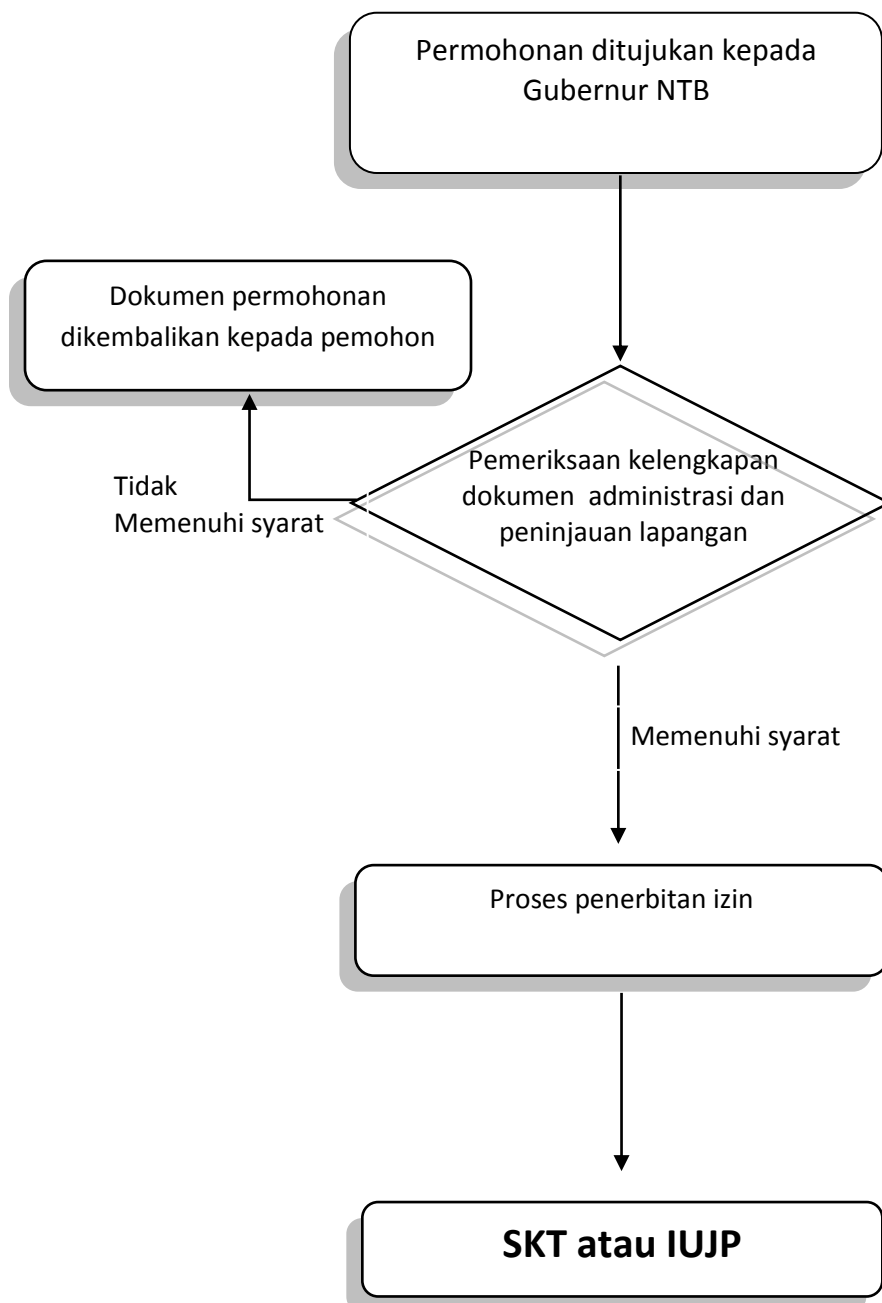 Permohonan ditujukan kepada
Gubernur NTB
Dokumen permohonan
dikembalikan kepada pemohon
Pemeriksaan kelengkapan
dokumen administrasi dan
peninjauan lapangan
Tidak
Memenuhi syarat
Memenuhi syarat
Proses penerbitan izin
SKT atau IUJP